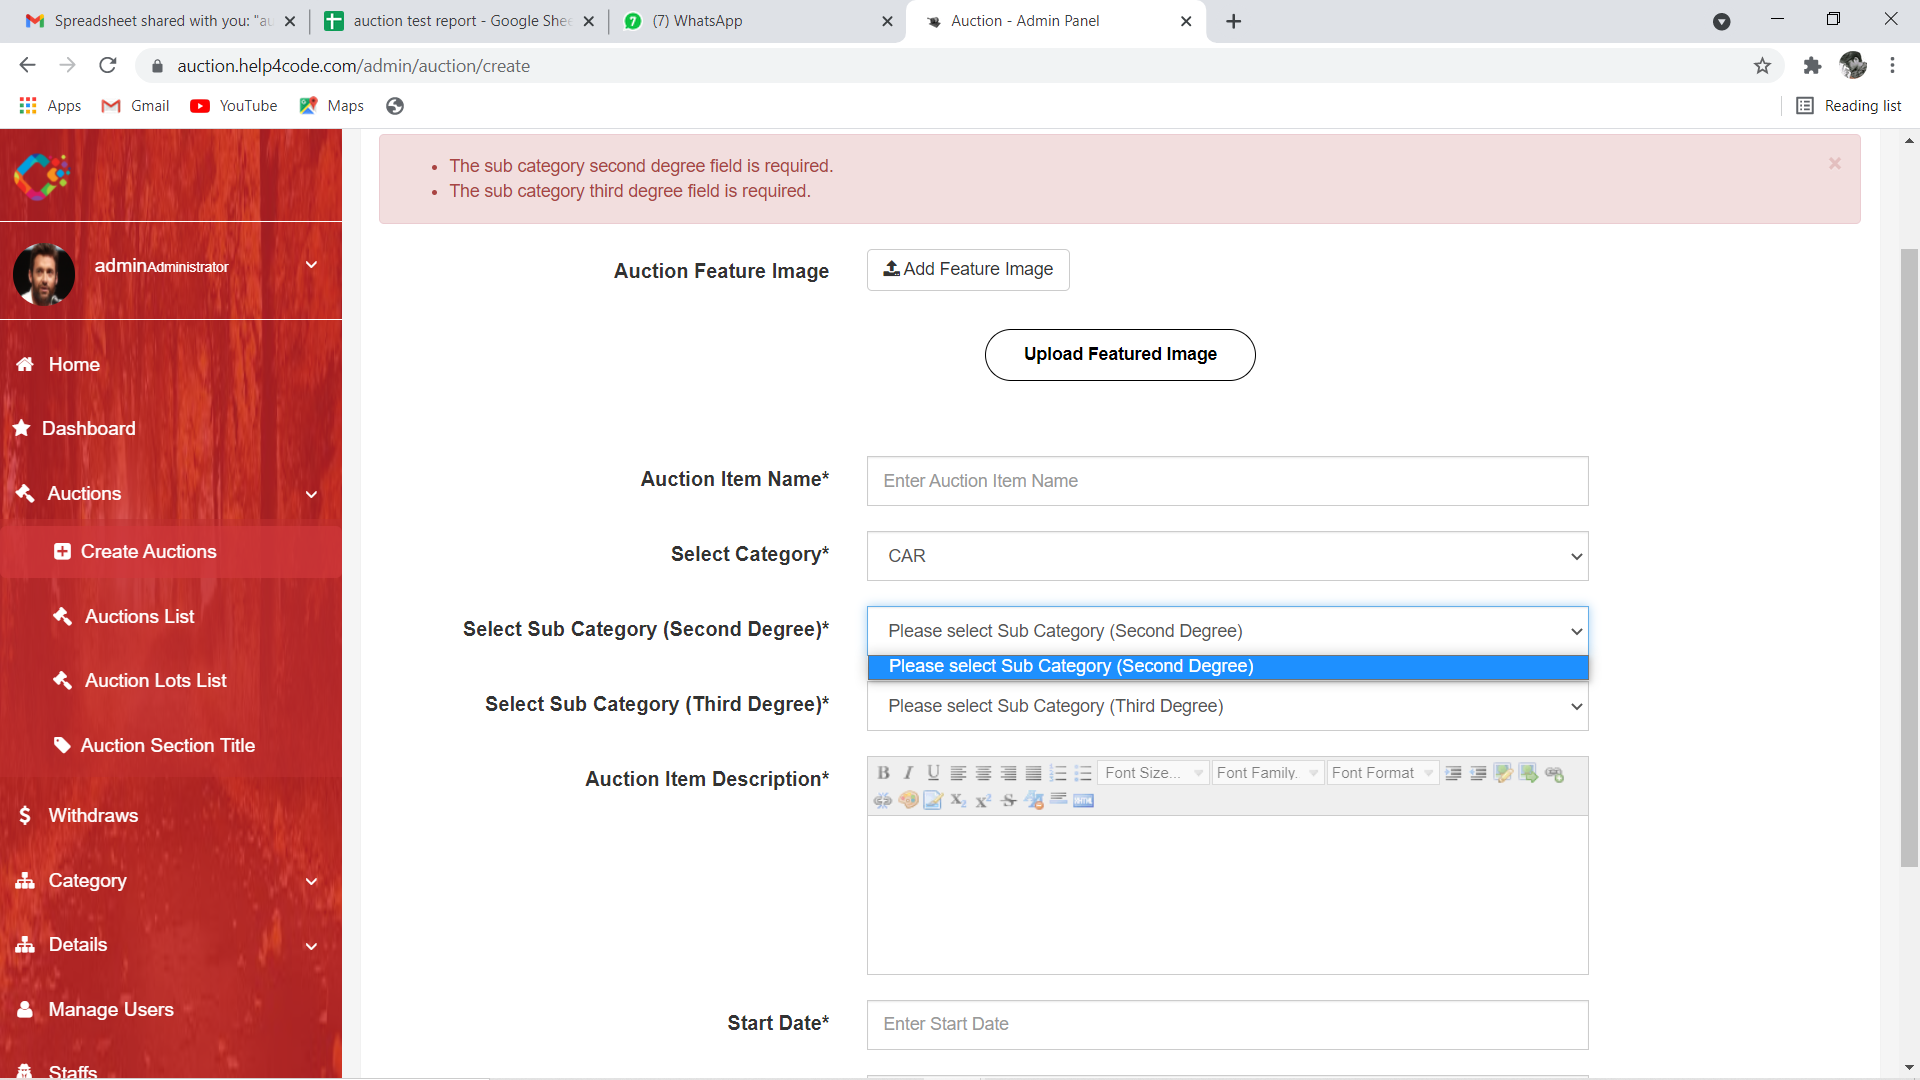 Spreadsheet shared with you: "au
auction test report - Google Shee
(7) WhatsApp
Auction - Admin Panel
auction.help4code.com/admin/auction/create
Apps
Gmail
YouTube
Maps
Reading list
The sub category second degree field is required.
The sub category third degree field is required.
adminAdministrator
Home
Dashboard
Auctions
Create Auctions
Auctions List
Auction Lots List
Auction Section Title
Withdraws
Category
Details
Manage Users
Staffs
Auction Feature Image
Add Feature Image
Upload Featured Image
Auction Item Name*
Enter Auction Item Name
Select Category*
CAR
Select Sub Category (Second Degree)*
Please select Sub Category (Second Degree)
Please select Sub Category (Second Degree)
Select Sub Category (Third Degree)*
Please select Sub Category (Third Degree)
Auction Item Description*
Font Size...
Font Family.
Font Format
Start Date*
Enter Start Date